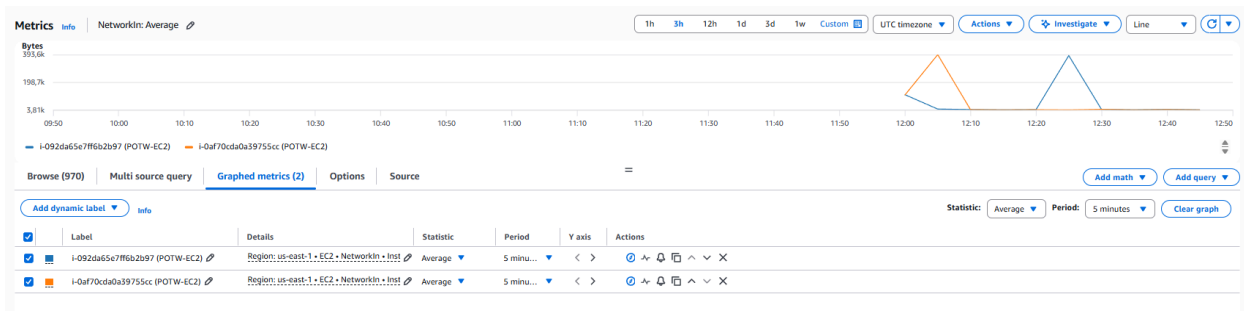 Metrics Info NetworkIn: Average 1h 3h 12h 1d 3d 1w Custom UTC timezone Actions Investigate Line
Bytes
393,6k
198,7k
3,81k
09:50 10:00 10:10 10:20 10:30 10:40 10:50 11:00 11:10 11:20 11:30 11:40 11:50 12:00 12:10 12:20 12:30 12:40 12:50
i-092da65e7ff6b2b97 (POTW-EC2) i-0af70cda0a39755cc (POTW-EC2)
Browse (970) Multi source query Graphed metrics (2) Options Source = Add math Add query
Add dynamic label Info Statistic: Average Period: 5 minutes Clear graph
Label Details Statistic Period Y axis Actions
i-092da65e7ff6b2b97 (POTW-EC2) Region: us-east-1 • EC2 • NetworkIn • Inst Average 5 minu...
i-0af70cda0a39755cc (POTW-EC2) Region: us-east-1 • EC2 • NetworkIn • Inst Average 5 minu...